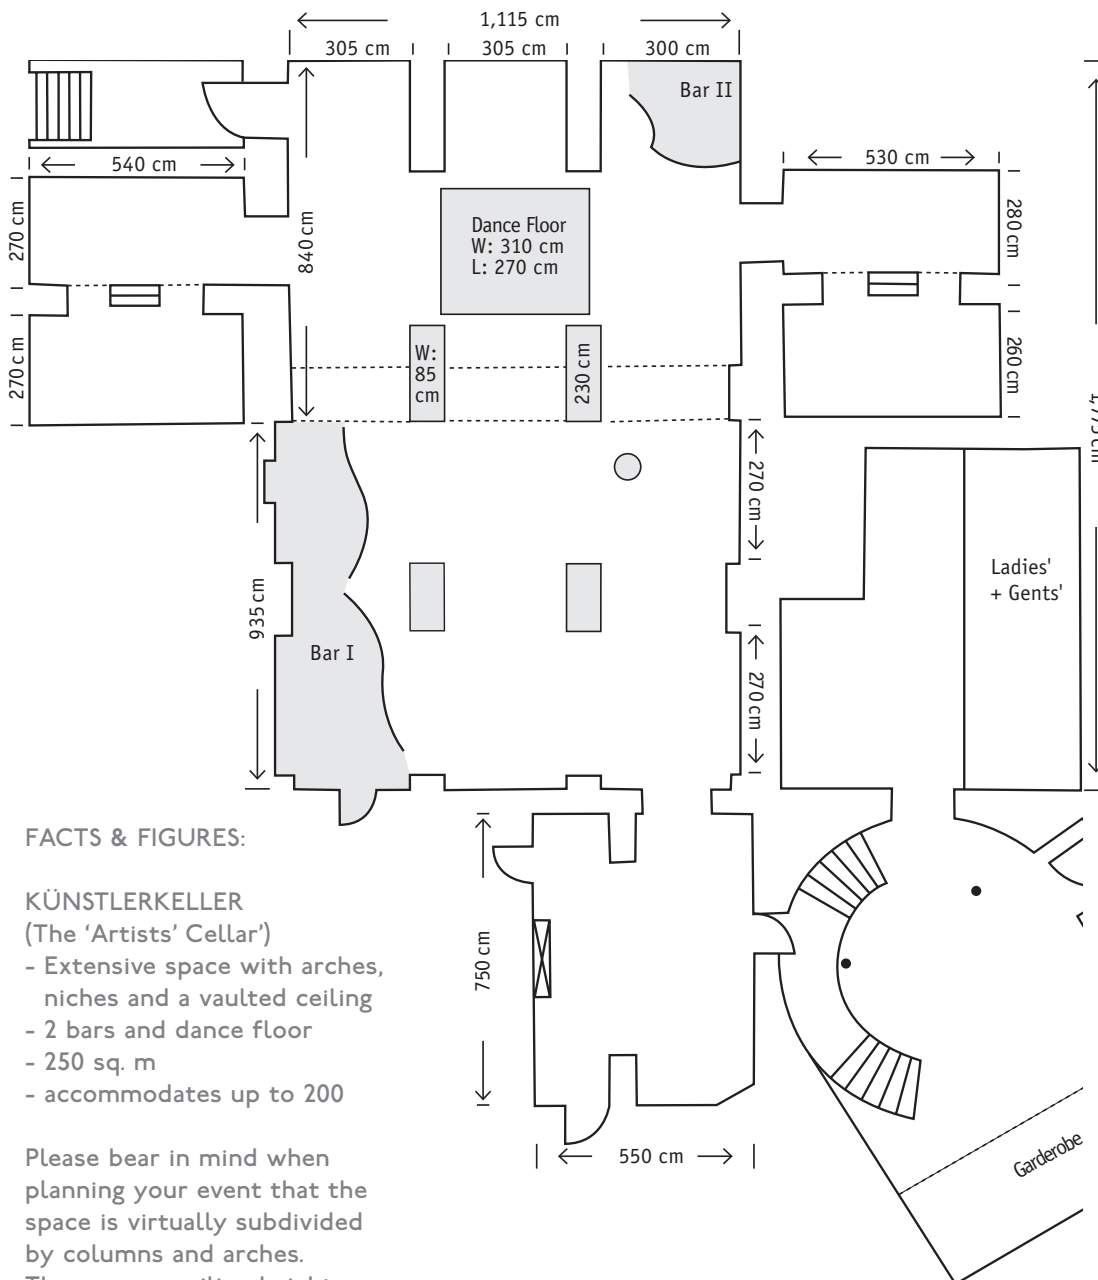 1,115 cm
305 cm
305 cm
300 cm
Bar II
540 cm
530 cm
270 cm
840 cm
Dance Floor
W: 310 cm
L: 270 cm
280 cm
270 cm
W:
85
cm
230 cm
260 cm
270 cm
935 cm
Ladies'
+ Gents'
Bar I
270 cm
FACTS & FIGURES:
KÜNSTLERKELLER
(The ‘Artists’ Cellar’)
- Extensive space with arches,
niches and a vaulted ceiling
- 2 bars and dance floor
- 250 sq. m
- accommodates up to 200
Please bear in mind when
planning your event that the
space is virtually subdivided
by columns and arches.
750 cm
550 cm
Garderobe